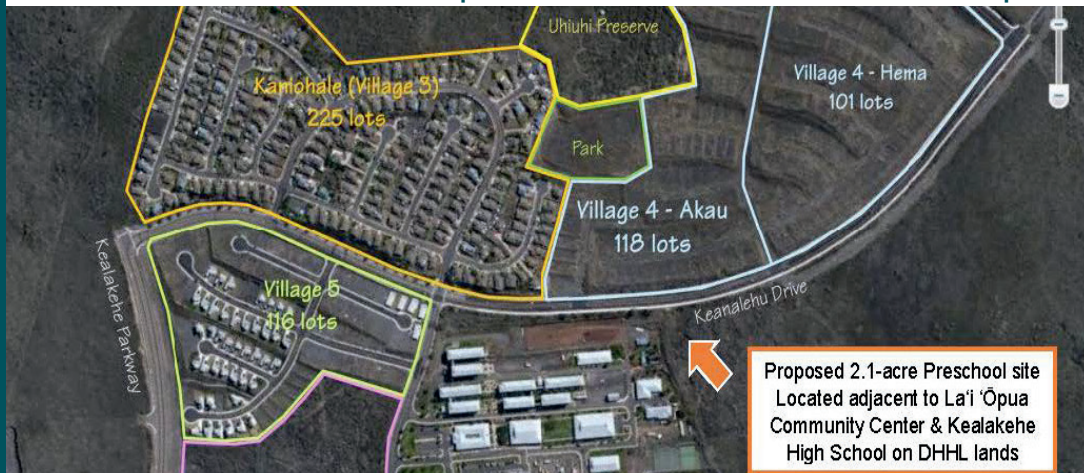 Uhiuhi Preserve
Kaniohale (Village 3)
225 lots
Village 4 - Hema
101 lots
Park
Village 4 - Akau
118 lots
Kealakehe Parkway
Village 5
116 lots
Keanalehu Drive
Proposed 2.1-acre Preschool site
Located adjacent to La‘i ‘Ōpua
Community Center & Kealakehe
High School on DHHL lands